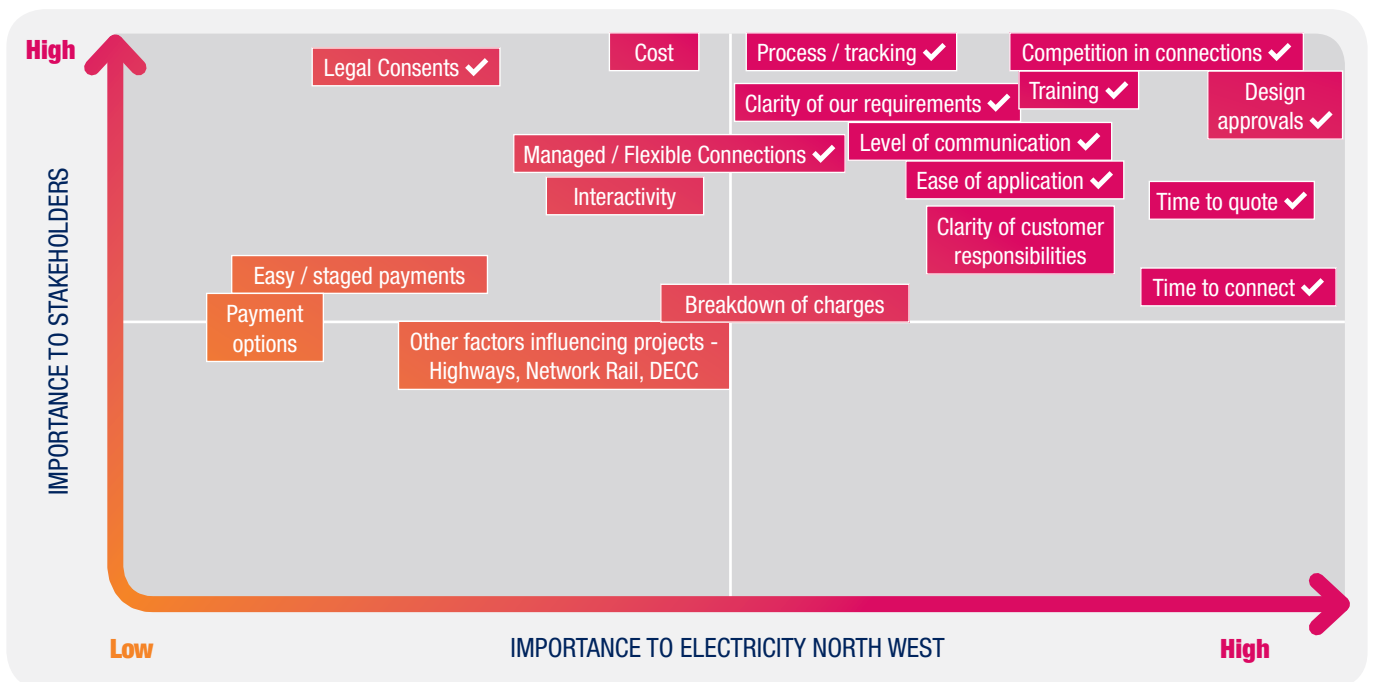 High
Cost
Process / tracking
Competition in connections
Legal Consents
Training
Design
approvals
Clarity of our requirements
Level of communication
Managed / Flexible Connections
Ease of application
Interactivity
Time to quote
Clarity of customer
responsibilities
Easy / staged payments
Time to connect
Breakdown of charges
Payment
options
Other factors influencing projects -
Highways, Network Rail, DECC
IMPORTANCE TO STAKEHOLDERS
Low
IMPORTANCE TO ELECTRICITY NORTH WEST
High